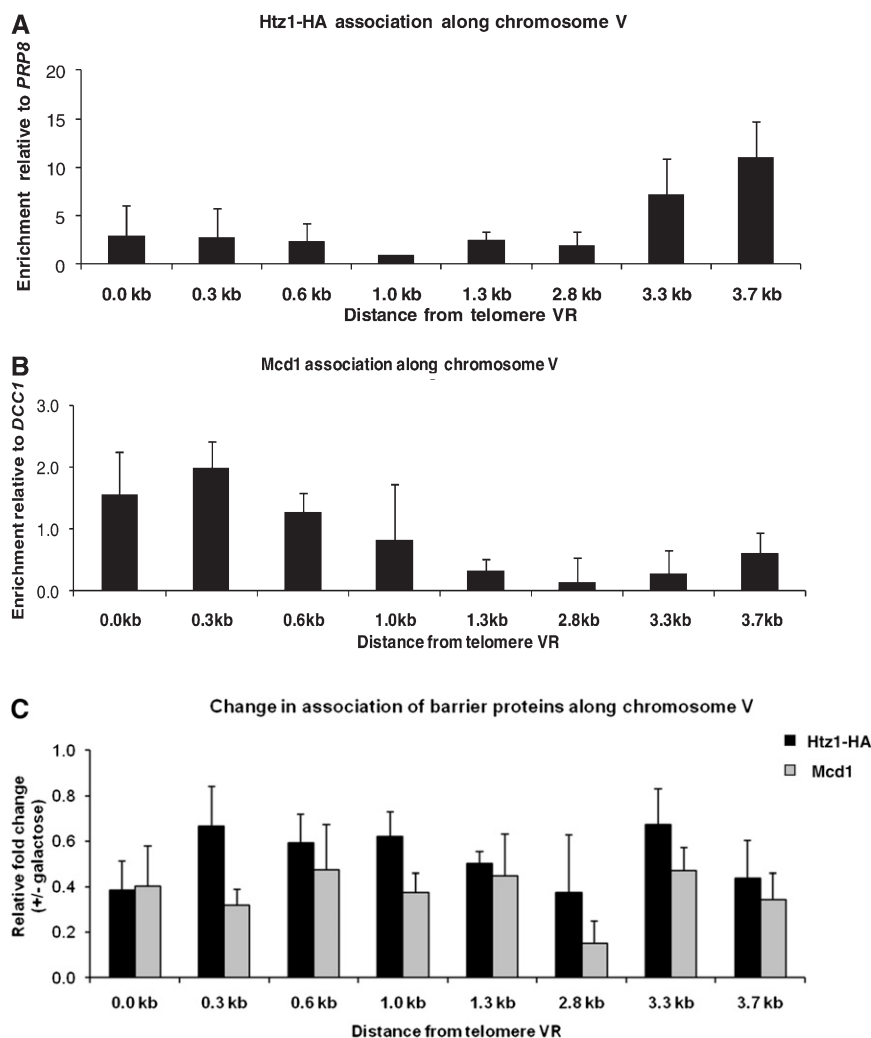 A
Htz1-HA association along chromosome V
Enrichment relative to PRP8
20
15
10
5
0
0.0 kb 0.3 kb 0.6 kb 1.0 kb 1.3 kb 2.8 kb 3.3 kb 3.7 kb
Distance from telomere VR
B
Mcd1 association along chromosome V
Enrichment relative to DCC1
3.0
2.0
1.0
0.0
0.0kb 0.3kb 0.6kb 1.0kb 1.3kb 2.8kb 3.3kb 3.7kb
Distance from telomere VR
C
Change in association of barrier proteins along chromosome V
Htz1-HA
Mcd1
Relative fold change
(+/- galactose)
1.0
0.8
0.6
0.4
0.2
0.0
0.0 kb 0.3 kb 0.6 kb 1.0 kb 1.3 kb 2.8 kb 3.3 kb 3.7 kb
Distance from telomere VR